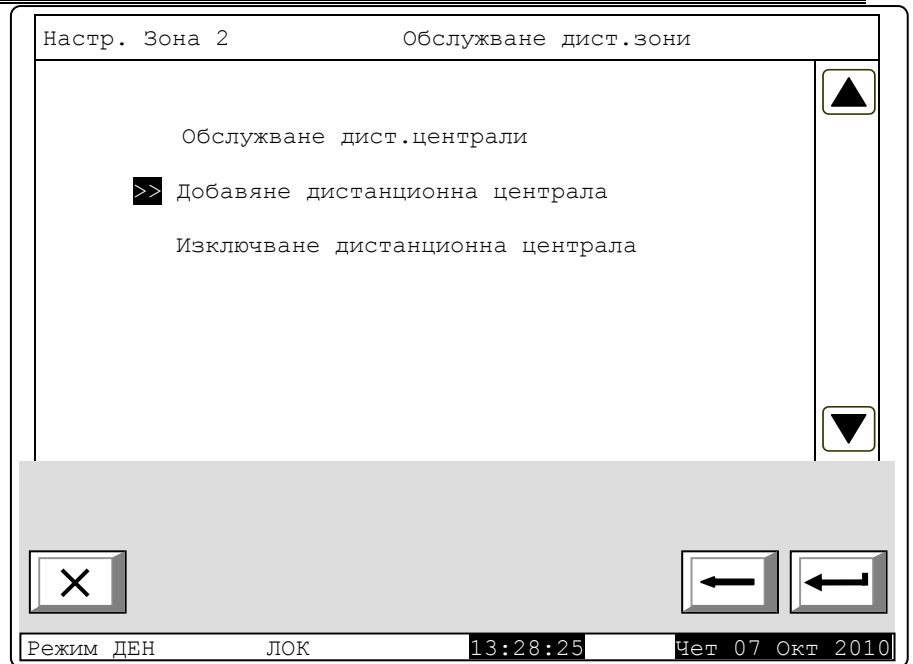 Настр. Зона 2 Обслужване дист.зони
Обслужване дист.централи
>> Добавяне дистанционна централа
Изключване дистанционна централа
Режим ДЕН ЛОК 13:28:25 Чет 07 Окт 2010